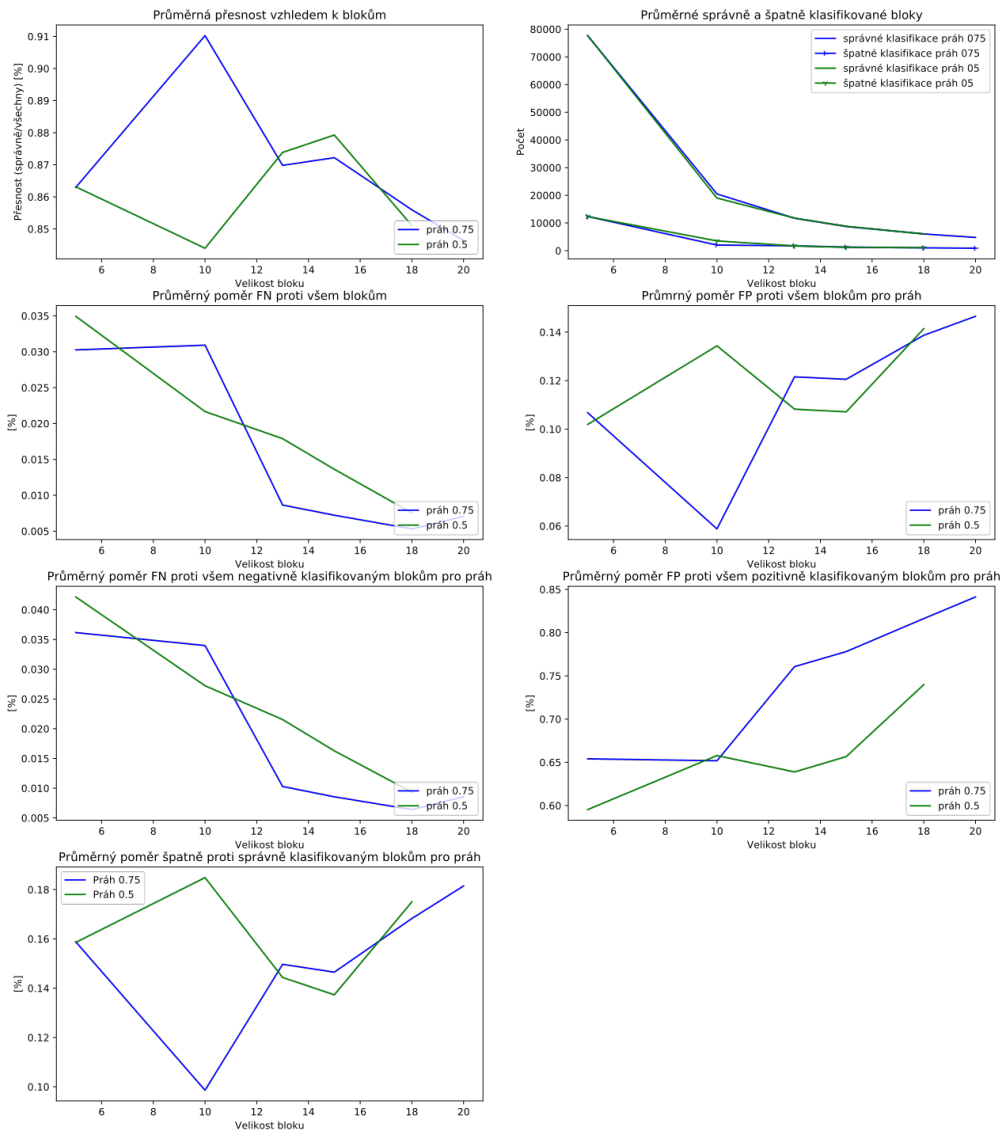 Průměrná přesnost vzhledem k blokům
Přesnost (správně/všechny) [%]
0.91
0.90
0.89
0.88
0.87
0.86
0.85
6 8 10 12 14 16 18 20
Velikost bloku
práh 0.75
práh 0.5
Průměrné správně a špatně klasifikované bloky
Počet
80000
70000
60000
50000
40000
30000
20000
10000
0
6 8 10 12 14 16 18 20
Velikost bloku
správné klasifikace práh 075
špatné klasifikace práh 075
správné klasifikace práh 05
špatné klasifikace práh 05
Průměrný poměr FN proti všem blokům
[%]
0.035
0.030
0.025
0.020
0.015
0.010
0.005
6 8 10 12 14 16 18 20
Velikost bloku
práh 0.75
práh 0.5
Průmrný poměr FP proti všem blokům pro práh
[%]
0.14
0.12
0.10
0.08
0.06
6 8 10 12 14 16 18 20
Velikost bloku
práh 0.75
práh 0.5
Průměrný poměr FN proti všem negativně klasifikovaným blokům pro práh
[%]
0.040
0.035
0.030
0.025
0.020
0.015
0.010
0.005
6 8 10 12 14 16 18 20
Velikost bloku
práh 0.75
práh 0.5
Průměrný poměr FP proti všem pozitivně klasifikovaným blokům pro práh
[%]
0.85
0.80
0.75
0.70
0.65
0.60
6 8 10 12 14 16 18 20
Velikost bloku
práh 0.75
práh 0.5
Průměrný poměr špatně proti správně klasifikovaným blokům pro práh
[%]
0.18
0.16
0.14
0.12
0.10
6 8 10 12 14 16 18 20
Velikost bloku
Práh 0.75
Práh 0.5